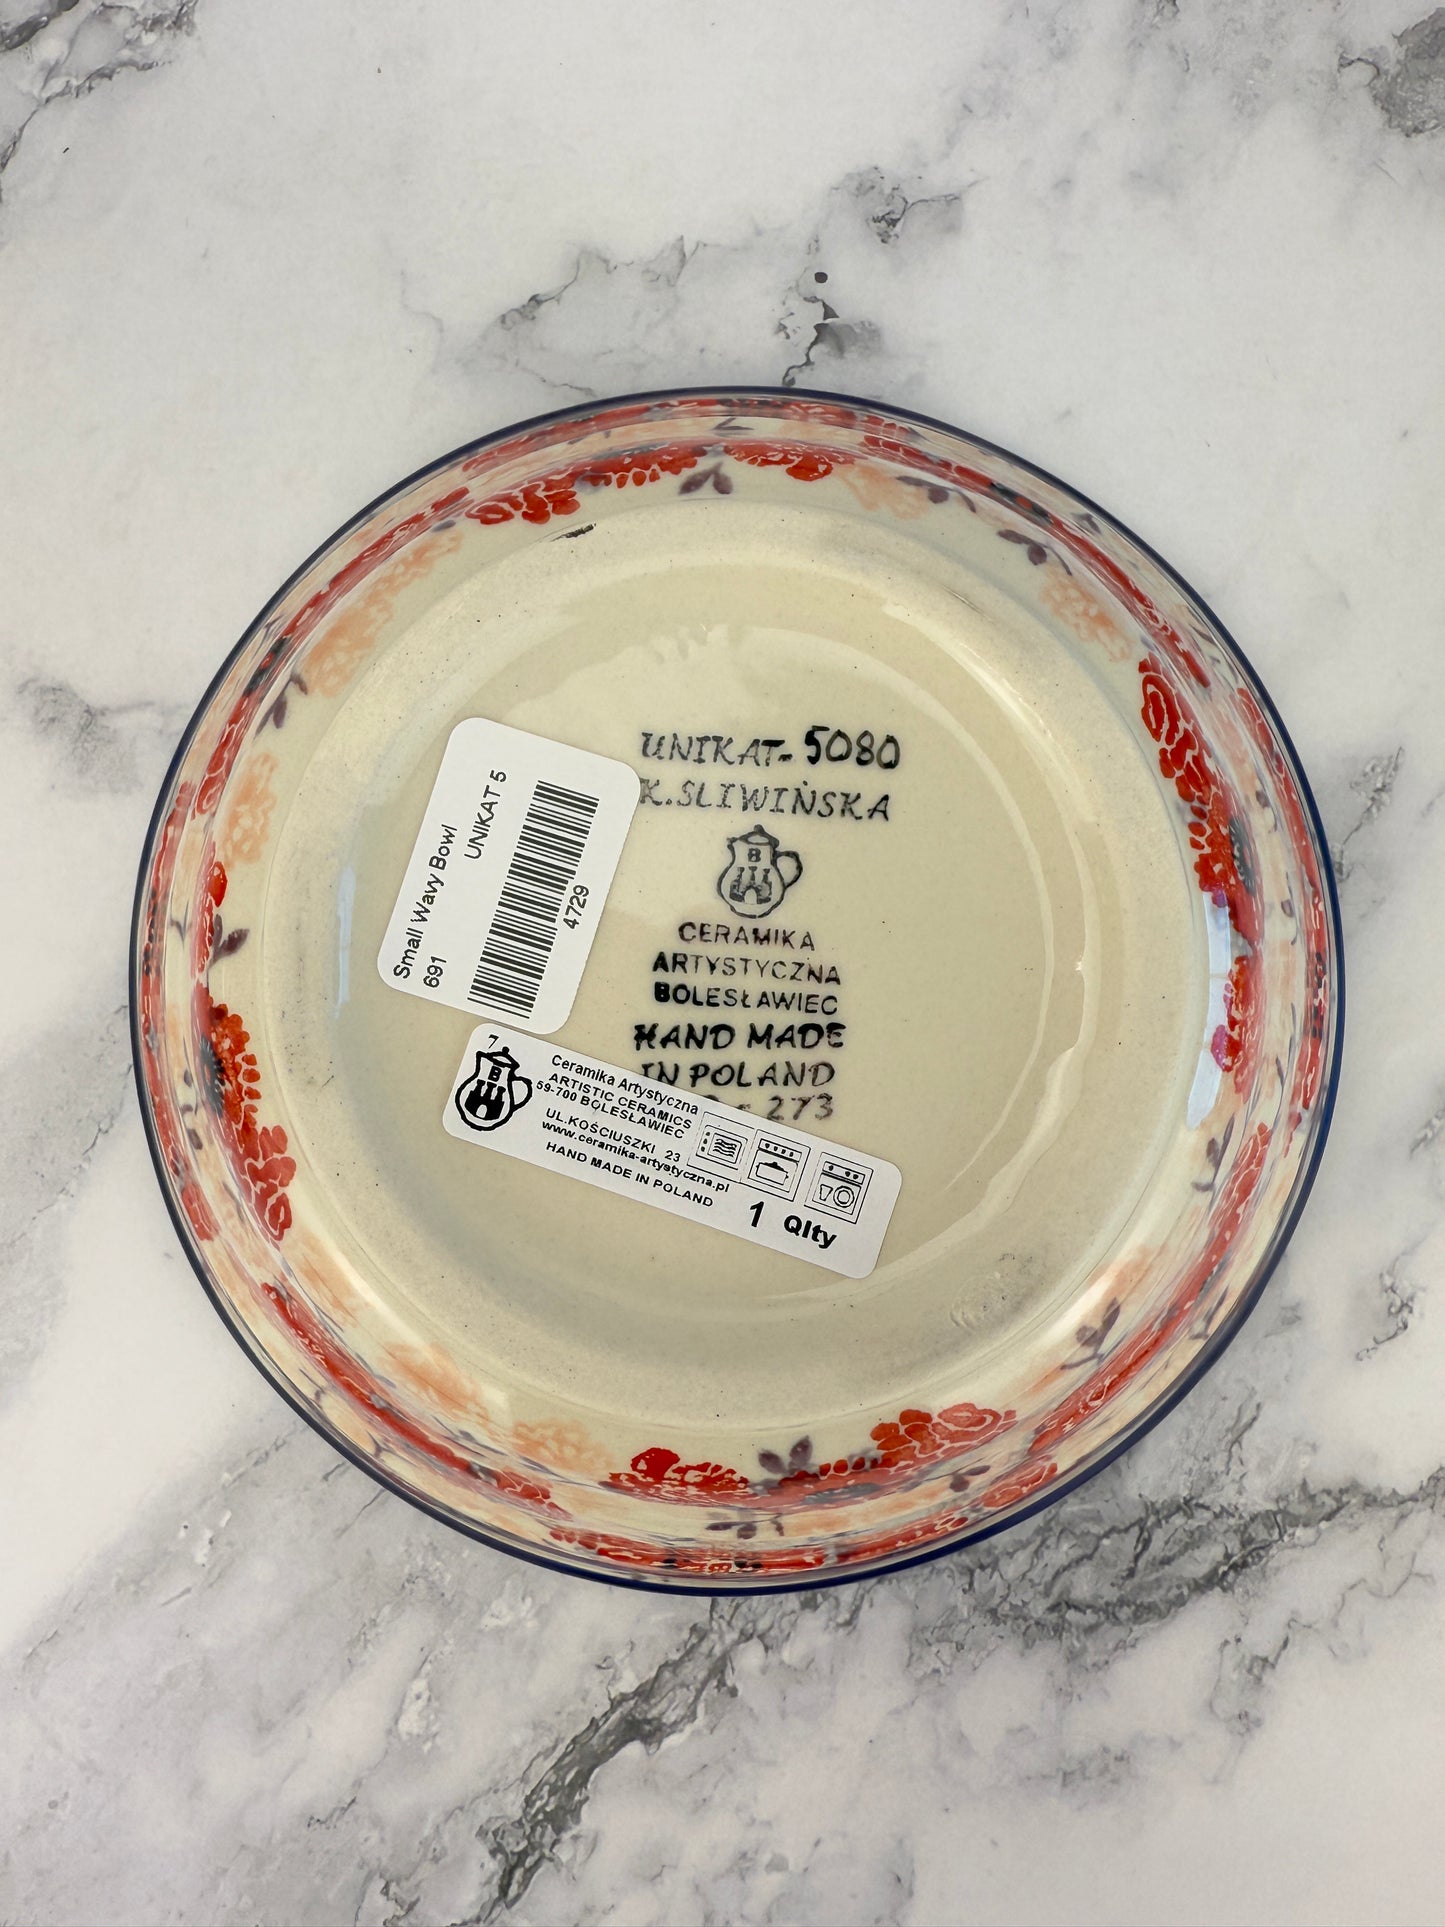 UNIKAT- 5080
K.SLIWIŃSKA
B
CERAMIKA
ARTYSTYCZNA
BOLESŁAWIEC
HAND MADE
IN POLAND
- 273
Small Wavy Bowl
691 UNIKAT 5
4729
7
B
Ceramika Artystyczna
ARTISTIC CERAMICS
59-700 BOLESŁAWIEC
UL.KOŚCIUSZKI 23
www.ceramika-artystyczna.pl
HAND MADE IN POLAND
1 Qlty